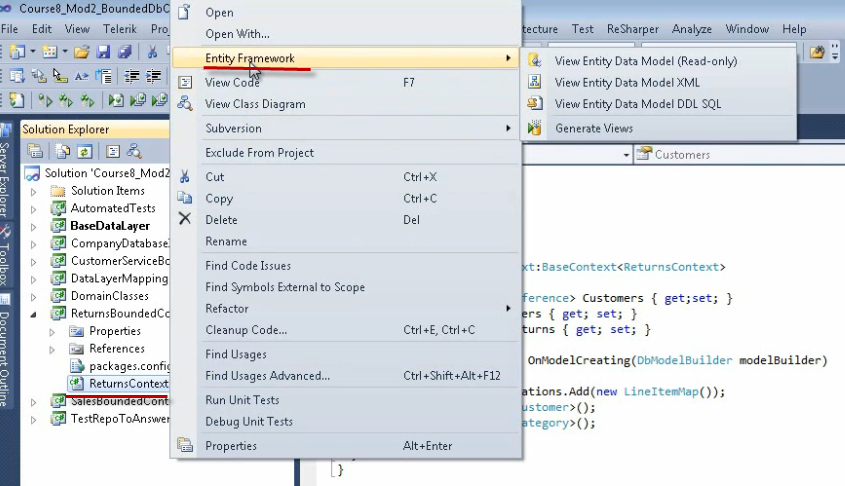 Course8_Mod2_BoundedDbC
File Edit View Telerik Proj
tecture Test ReSharper Analyze Window Help
Open
Open With...
Entity Framework
View Code F7
View Class Diagram
Subversion
Exclude From Project
Cut Ctrl+X
Copy Ctrl+C
Delete Del
Rename
Find Code Issues
Find Symbols External to Scope
Refactor
Cleanup Code... Ctrl+E, Ctrl+C
Find Usages
Find Usages Advanced... Ctrl+Shift+Alt+F12
Run Unit Tests
Debug Unit Tests
Properties Alt+Enter
View Entity Data Model (Read-only)
View Entity Data Model XML
View Entity Data Model DDL SQL
Generate Views
Server Explorer
Toolbox
Document Outline
Solution Explorer
Solution 'Course8_Mod2
Solution Items
AutomatedTests
BaseDataLayer
CompanyDatabase
CustomerServiceBo
DataLayerMapping
DomainClasses
ReturnsBoundedCo
Properties
References
packages.config
ReturnsContext
SalesBoundedCont
TestRepoToAnswer
Customers
xt:BaseContext<ReturnsContext>
ference> Customers { get;set; }
ers { get; set; }
turns { get; set; }
OnModelCreating(DbModelBuilder modelBuilder)
ations.Add(new LineItemMap());
ustomer>();
ategory>();
}